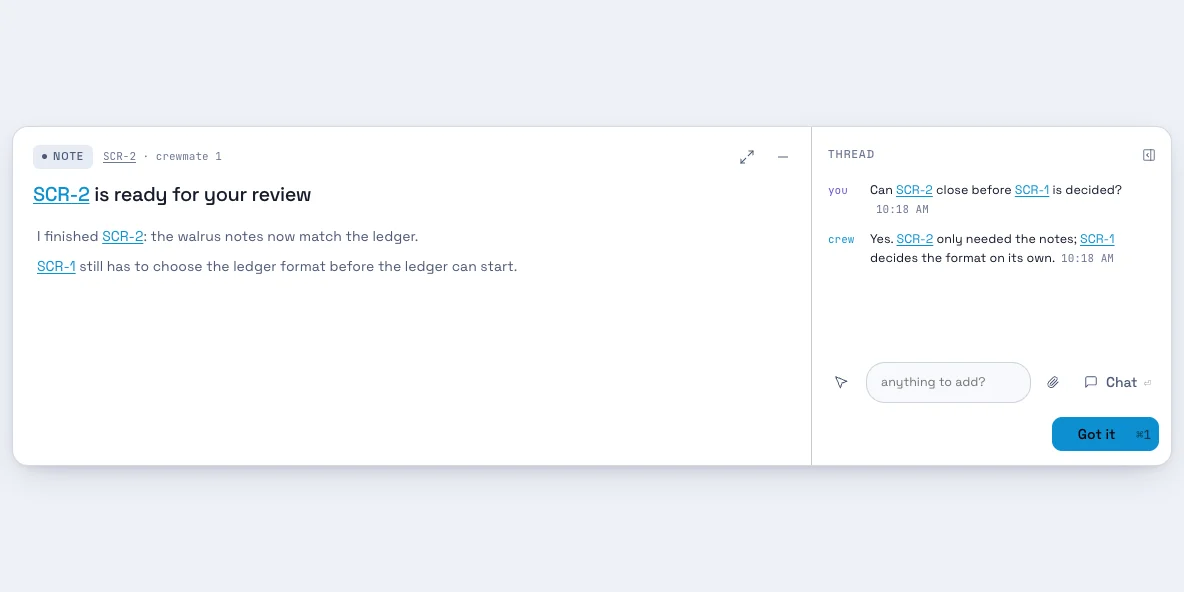 NOTE SCR-2 · crewmate 1
SCR-2 is ready for your review
I finished SCR-2: the walrus notes now match the ledger.
SCR-1 still has to choose the ledger format before the ledger can start.
THREAD
you Can SCR-2 close before SCR-1 is decided?
10:18 AM
crew Yes. SCR-2 only needed the notes; SCR-1
decides the format on its own. 10:18 AM
anything to add? Chat ⏎
Got it ⌘1